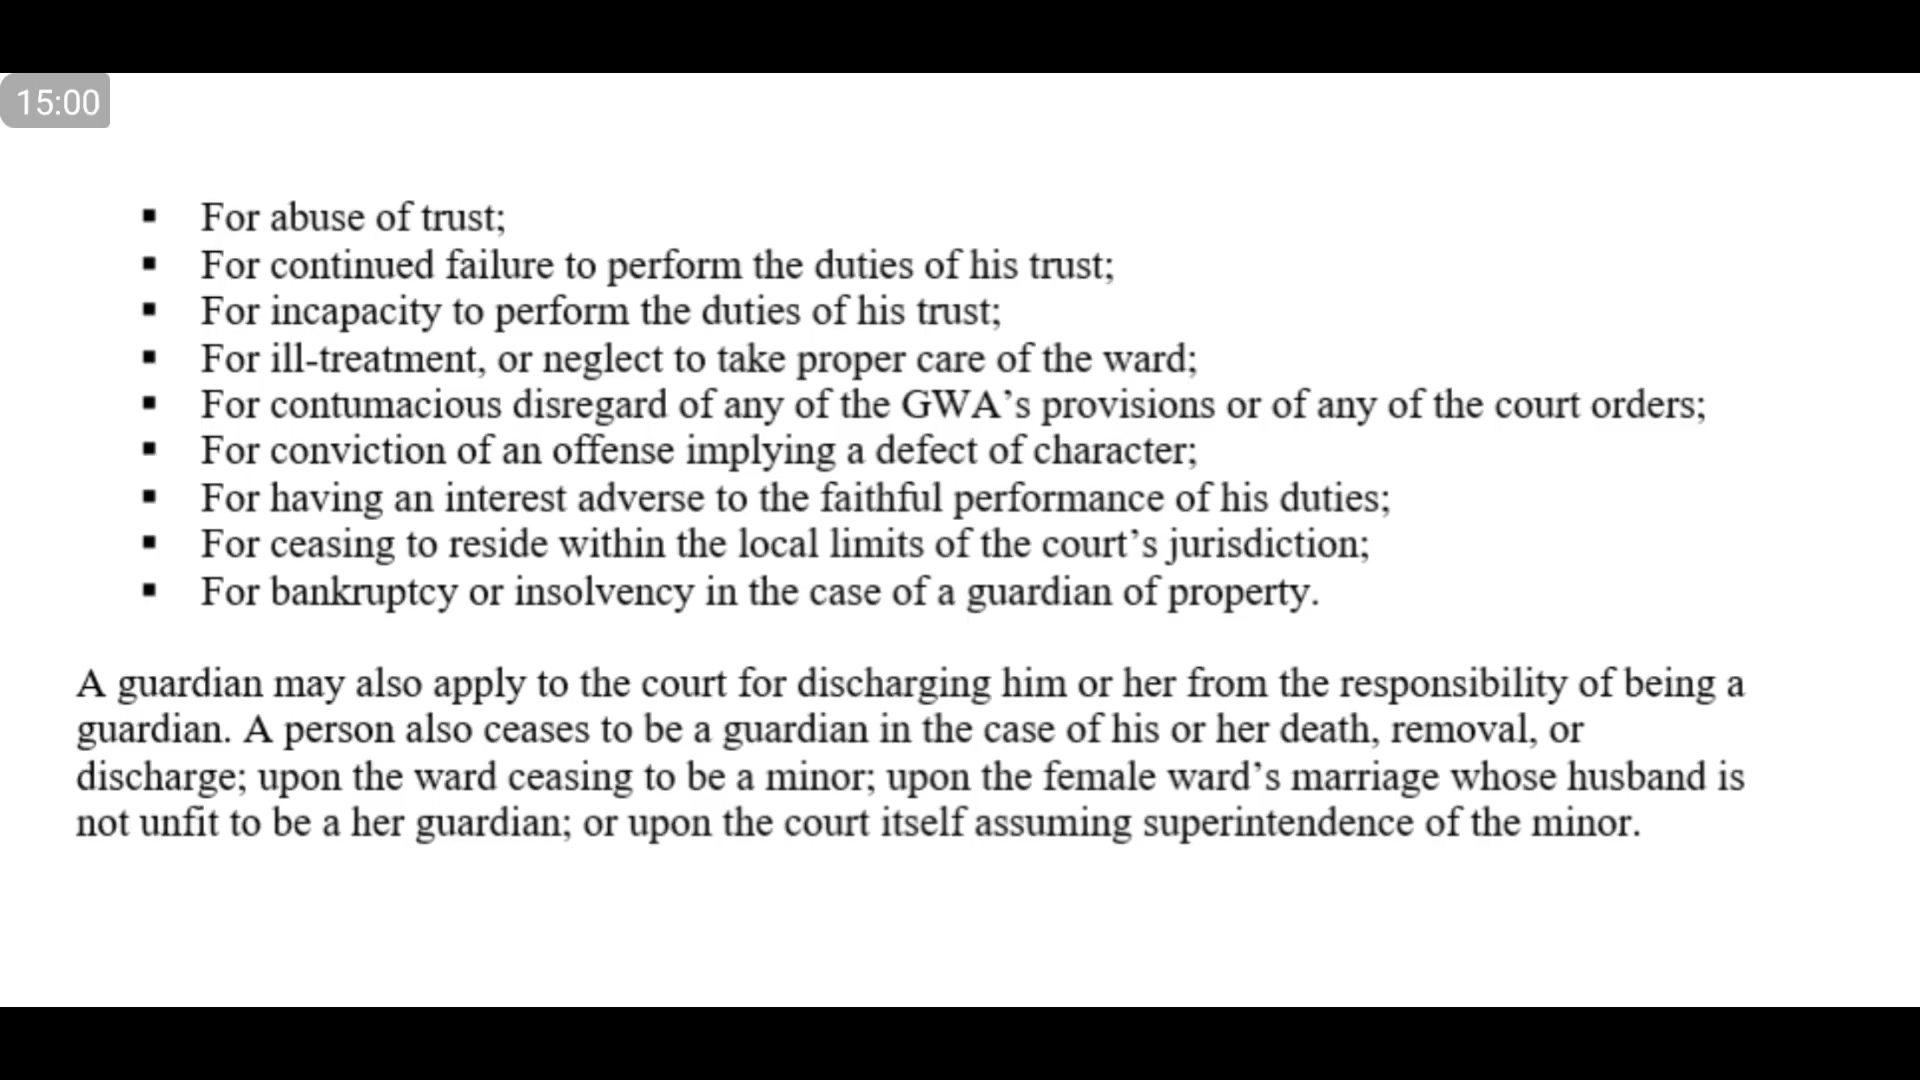 15:00
▪ For abuse of trust;
▪ For continued failure to perform the duties of his trust;
▪ For incapacity to perform the duties of his trust;
▪ For ill-treatment, or neglect to take proper care of the ward;
▪ For contumacious disregard of any of the GWA’s provisions or of any of the court orders;
▪ For conviction of an offense implying a defect of character;
▪ For having an interest adverse to the faithful performance of his duties;
▪ For ceasing to reside within the local limits of the court’s jurisdiction;
▪ For bankruptcy or insolvency in the case of a guardian of property.
A guardian may also apply to the court for discharging him or her from the responsibility of being a
guardian. A person also ceases to be a guardian in the case of his or her death, removal, or
discharge; upon the ward ceasing to be a minor; upon the female ward’s marriage whose husband is
not unfit to be a her guardian; or upon the court itself assuming superintendence of the minor.